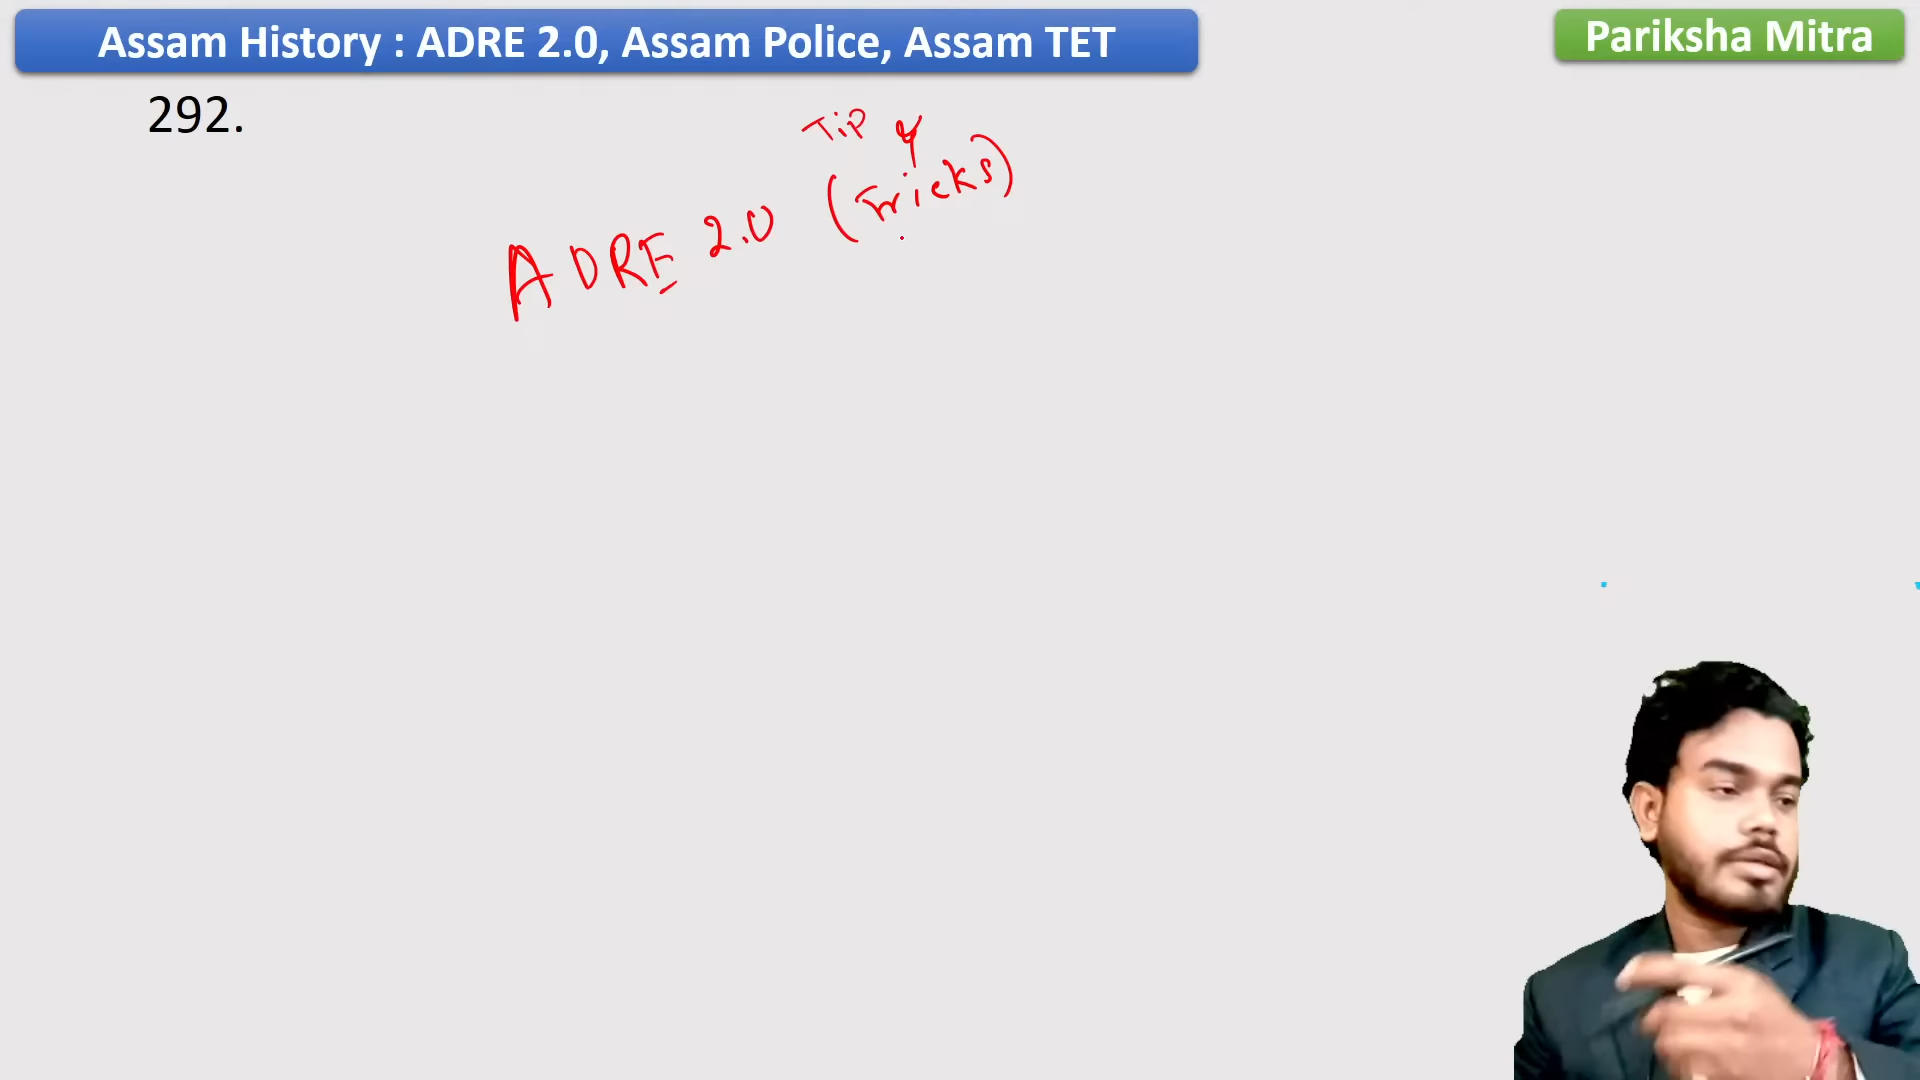 Assam History : ADRE 2.0, Assam Police, Assam TET
Pariksha Mitra
292.
Tip &
ADRE 2.0 (Tricks)